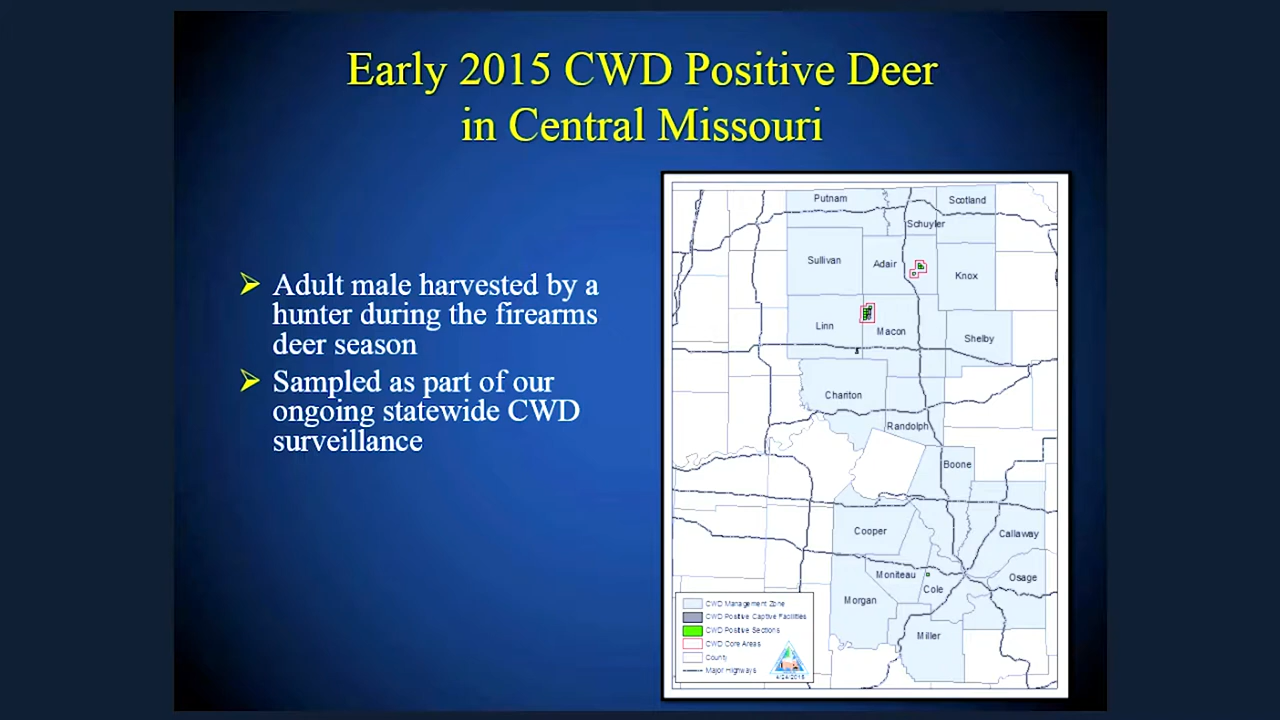 Early 2015 CWD Positive Deer
in Central Missouri
Adult male harvested by a
hunter during the firearms
deer season
Sampled as part of our
ongoing statewide CWD
surveillance
Putnam
Scotland
Schuyler
Sullivan
Adair
Knox
Linn
Macon
Shelby
Chariton
Randolph
Boone
Cooper
Callaway
Moniteau
Osage
Cole
Morgan
Miller
CWD Management Zone
CWD Positive Captive Facilities
CWD Positive Sections
CWD Core Areas
County
Major Highways